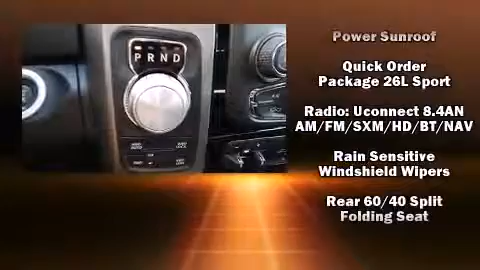 P R N D
Power Sunroof
Quick Order
Package 26L Sport
Radio: Uconnect 8.4AN
AM/FM/SXM/HD/BT/NAV
Rain Sensitive
Windshield Wipers
Rear 60/40 Split
Folding Seat